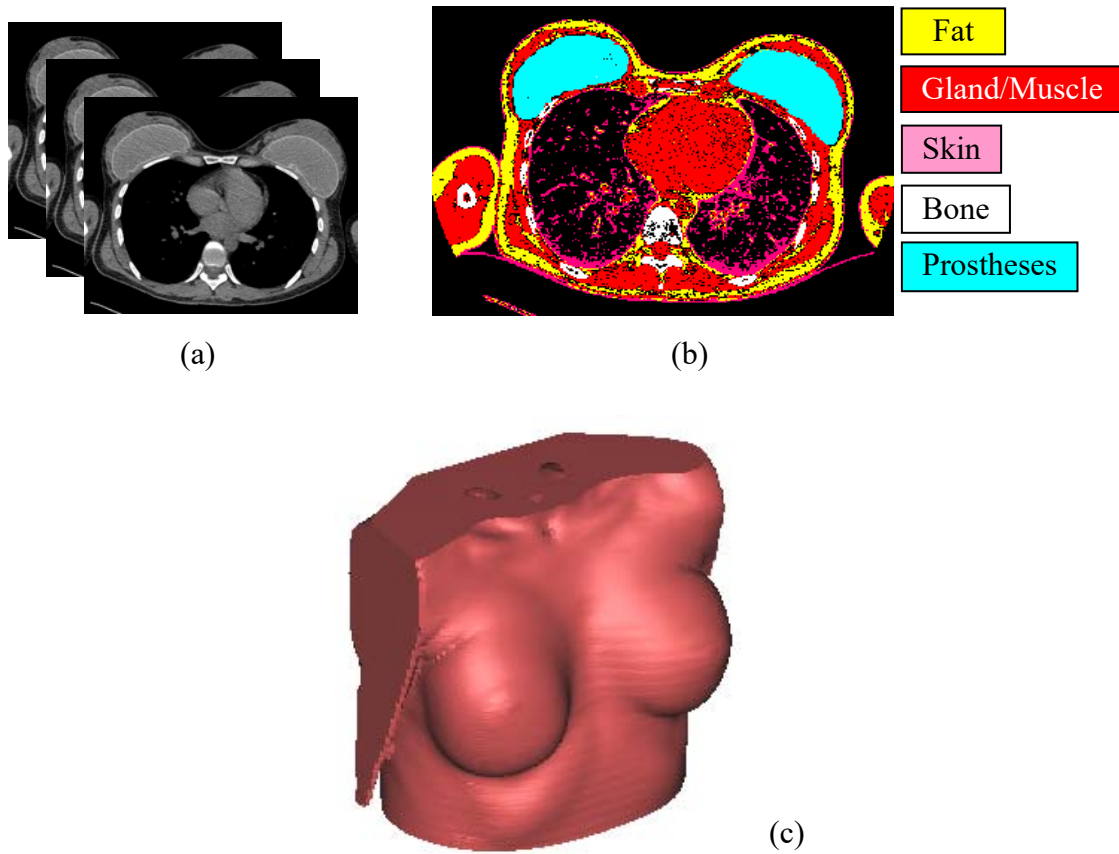 Fat
Gland/Muscle
Skin
Bone
Prostheses
(a)
(b)
(c)